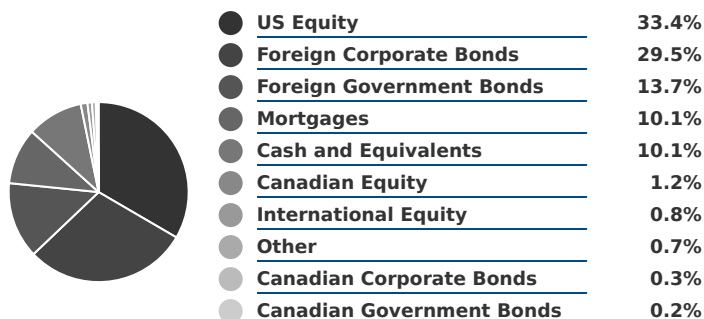 US Equity 33.4%
Foreign Corporate Bonds 29.5%
Foreign Government Bonds 13.7%
Mortgages 10.1%
Cash and Equivalents 10.1%
Canadian Equity 1.2%
International Equity 0.8%
Other 0.7%
Canadian Corporate Bonds 0.3%
Canadian Government Bonds 0.2%